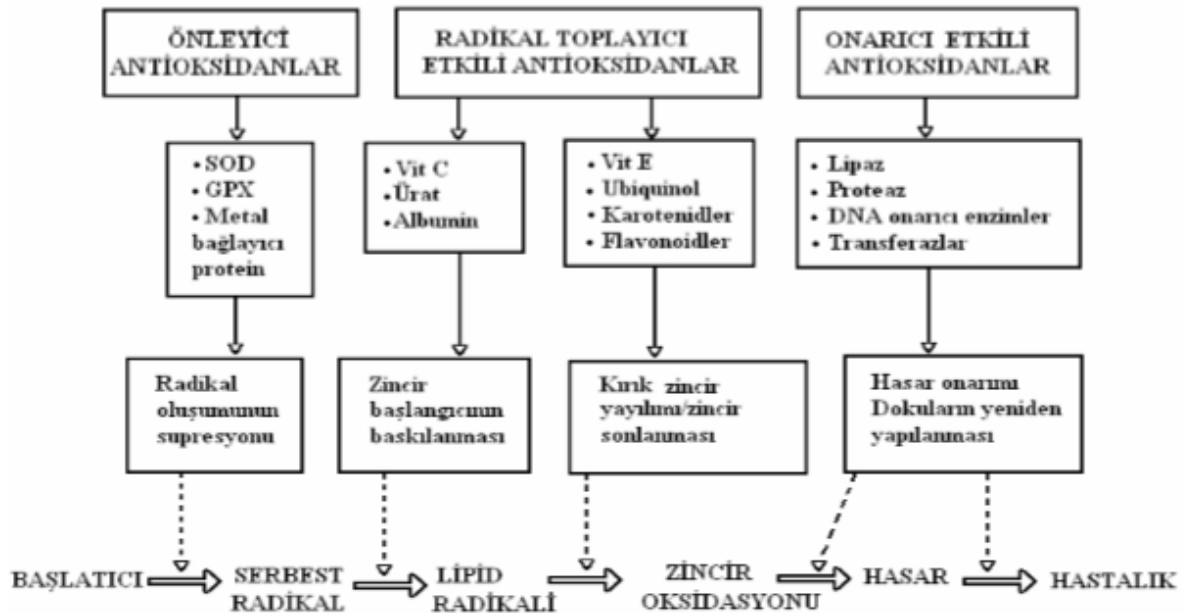 ÖNLEYİCİ
ANTİOKSİDANLAR
RADİKAL TOPLAYICI
ETKİLİ ANTİOKSİDANLAR
ONARICI ETKİLİ
ANTİOKSİDANLAR
• SOD
• GPX
• Metal
bağlayıcı
protein
• Vit C
• Ürat
• Albumin
• Vit E
• Ubiquinol
• Karotenidler
• Flavonoidler
• Lipaz
• Proteaz
• DNA onarıcı enzimler
• Transferazlar
Radikal
oluşumunun
supresyonu
Zincir
başlangıcının
baskılanması
Kırık zincir
yayılımı/zincir
sonlanması
Hasar onarımı
Dokuların yeniden
yapılanması
BAŞLATICI
SERBEST
RADİKAL
LİPİD
RADİKALİ
ZİNCİR
OKSİDASYONU
HASAR
HASTALIK